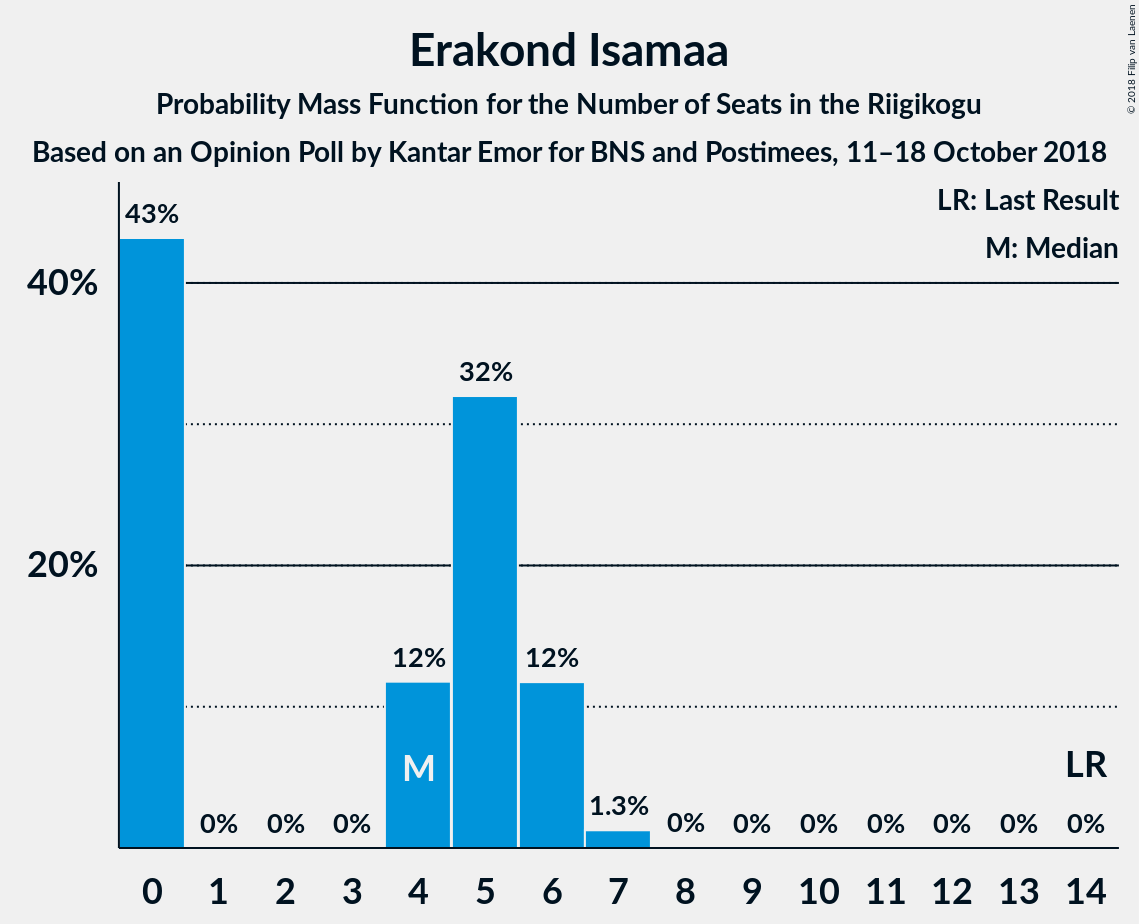 Erakond Isamaa
Probability Mass Function for the Number of Seats in the Riigikogu
Based on an Opinion Poll by Kantar Emor for BNS and Postimees, 11–18 October 2018
© 2018 Filip van Laenen
LR: Last Result
M: Median
43%
40%
32%
20%
12%
12%
M
LR
1.3%
0%
0%
0%
0%
0%
0%
0%
0%
0%
0%
0 1 2 3 4 5 6 7 8 9 10 11 12 13 14